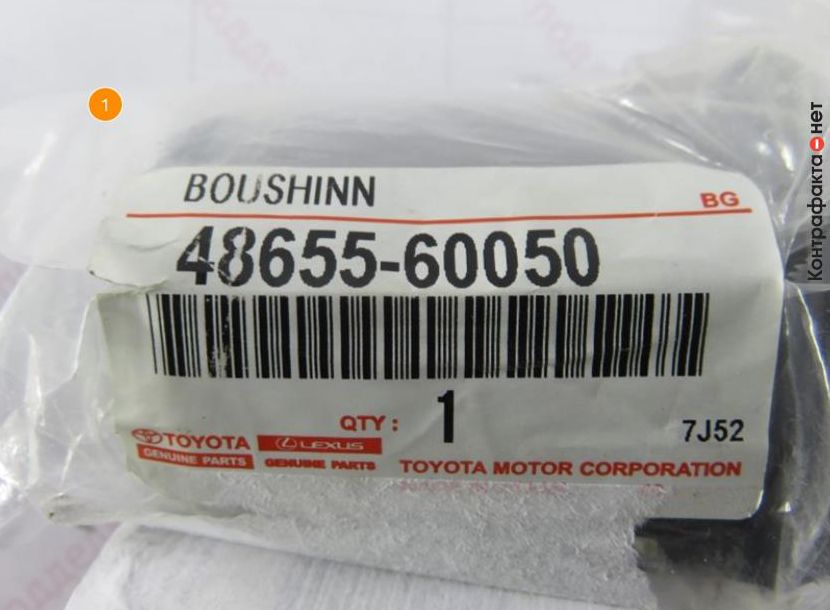 1
BOUSHINN
BG
48655-60050
QTY: 1
7J52
TOYOTA
GENUINE PARTS
LEXUS
GENUINE PARTS
TOYOTA MOTOR CORPORATION
Контрафакта нет